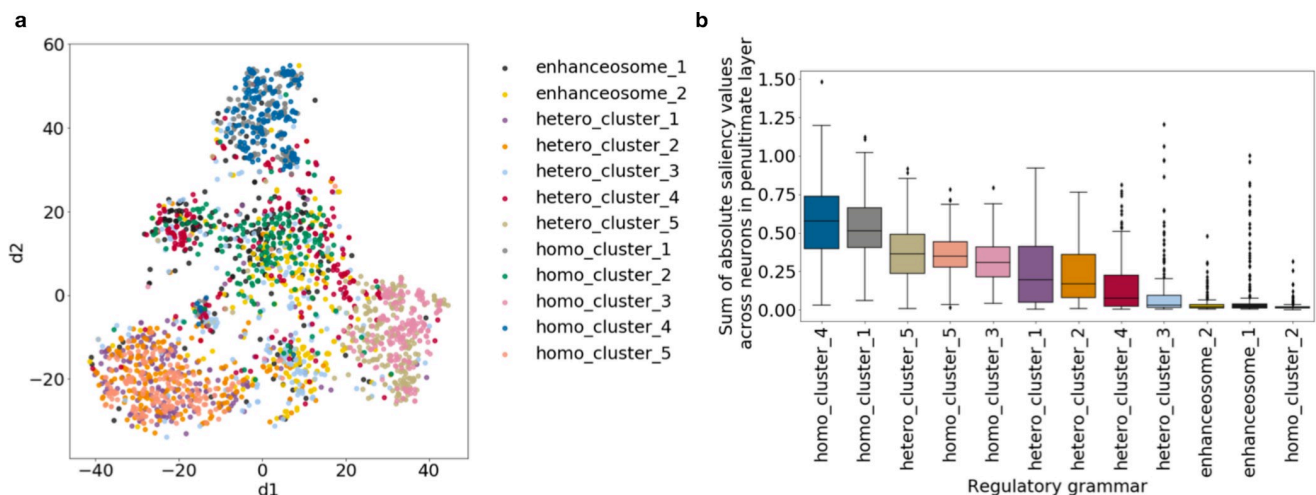 a
60
40
20
0
−20
−40 −20 0 20 40
d1
d2
enhanceosome_1
enhanceosome_2
hetero_cluster_1
hetero_cluster_2
hetero_cluster_3
hetero_cluster_4
hetero_cluster_5
homo_cluster_1
homo_cluster_2
homo_cluster_3
homo_cluster_4
homo_cluster_5
b
Sum of absolute saliency values
across neurons in penultimate layer
1.50
1.25
1.00
0.75
0.50
0.25
0.00
homo_cluster_4
homo_cluster_1
hetero_cluster_5
homo_cluster_5
homo_cluster_3
hetero_cluster_1
hetero_cluster_2
hetero_cluster_4
hetero_cluster_3
enhanceosome_2
enhanceosome_1
homo_cluster_2
Regulatory grammar